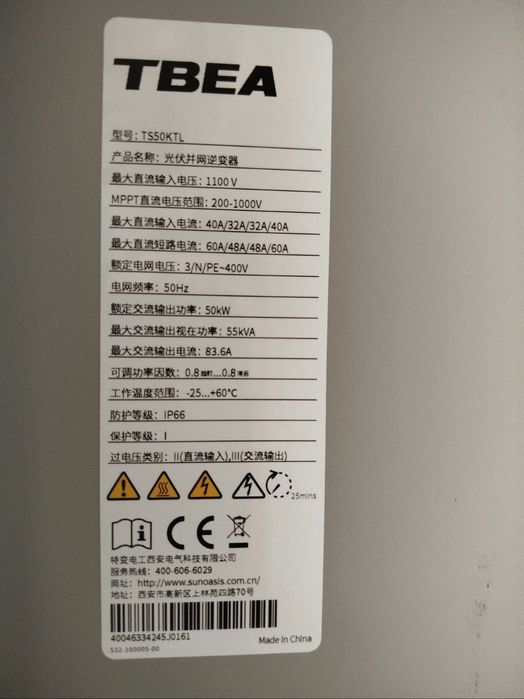 TBEA
型号: TS50KTL
产品名称: 光伏并网逆变器
最大直流输入电压: 1100V
MPPT直流电压范围: 200-1000V
最大直流输入电流: 40A/32A/32A/40A
最大直流短路电流: 60A/48A/48A/60A
额定电网电压: 3/N/PE~400V
电网频率: 50Hz
额定交流输出功率: 50kW
最大交流输出视在功率: 55kVA
最大交流输出电流: 83.6A
可调功率因数: 0.8超前...0.8滞后
工作温度范围: -25...+60°C
防护等级: IP66
保护等级: I
过电压类别: II(直流输入),III(交流输出)
25mins
CE
特变电工西安电气科技有限公司
服务热线: 400-606-6029
网址: http://www.sunoasis.com.cn/
地址: 西安市高新区上林苑四路70号
40046334245J0161
Made in China
S32-100005-00